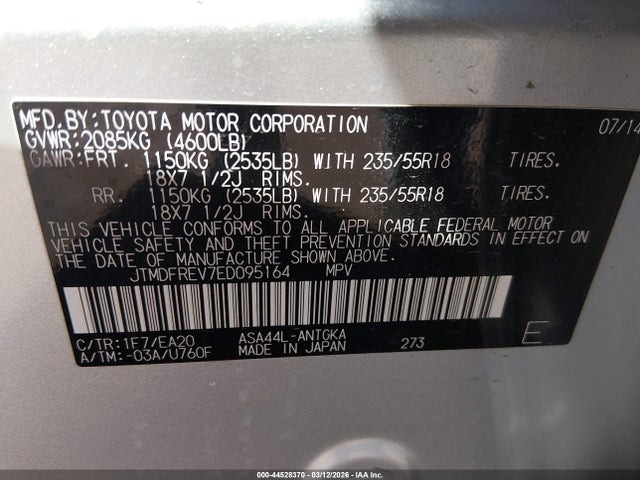 MFD.BY:TOYOTA MOTOR CORPORATION 07/14
GVWR:2085KG (4600LB)
GAWR:FRT. 1150KG (2535LB) WITH 235/55R18 TIRES.
18X7 1/2J RIMS.
RR. 1150KG (2535LB) WITH 235/55R18 TIRES.
18X7 1/2J RIMS.
THIS VEHICLE CONFORMS TO ALL APPLICABLE FEDERAL MOTOR
VEHICLE SAFETY AND THEFT PREVENTION STANDARDS IN EFFECT ON
THE DATE OF MANUFACTURE SHOWN ABOVE.
JTMDFREV7ED095164 MPV
C/TR:1F7/EA20 ASA44L-ANTGKA
A/TM:-03A/U760F MADE IN JAPAN 273 E
000-44528370 - 03/12/2026 - IAA Inc.